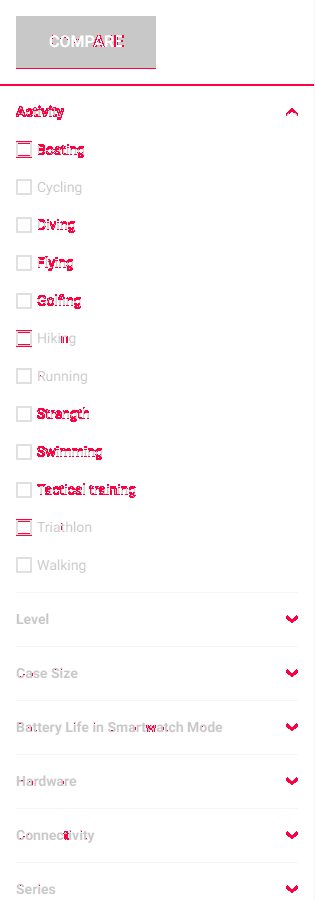 COMPARE
Activity
Boating
Cycling
Diving
Flying
Golfing
Hiking
Running
Strength
Swimming
Tactical training
Triathlon
Walking
Level
Case Size
Battery Life in Smartwatch Mode
Hardware
Connectivity
Series